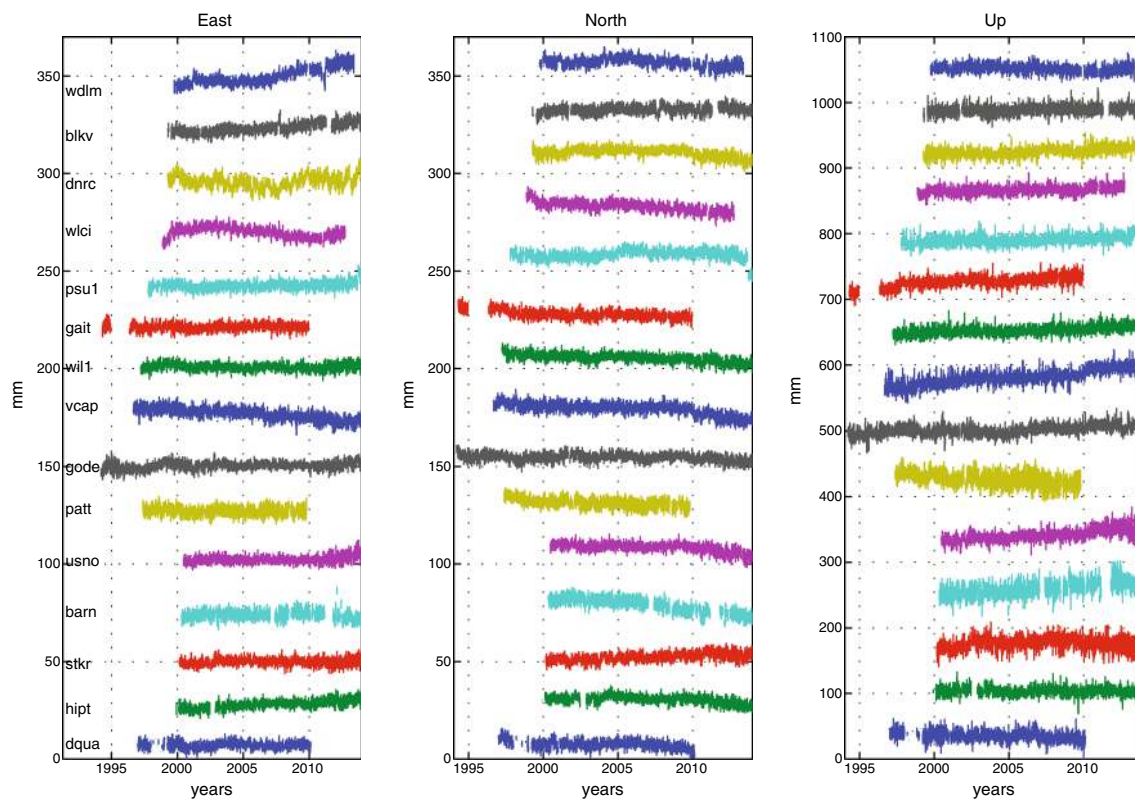 East
North
Up
350
300
250
200
150
100
50
0
mm
wdlm
blkv
dnrc
wlci
psu1
gait
wil1
vcap
gode
patt
usno
barn
stkr
hipt
dqua
1995 2000 2005 2010
years
350
300
250
200
150
100
50
0
mm
1995 2000 2005 2010
years
1100
1000
900
800
700
600
500
400
300
200
100
0
mm
1995 2000 2005 2010
years